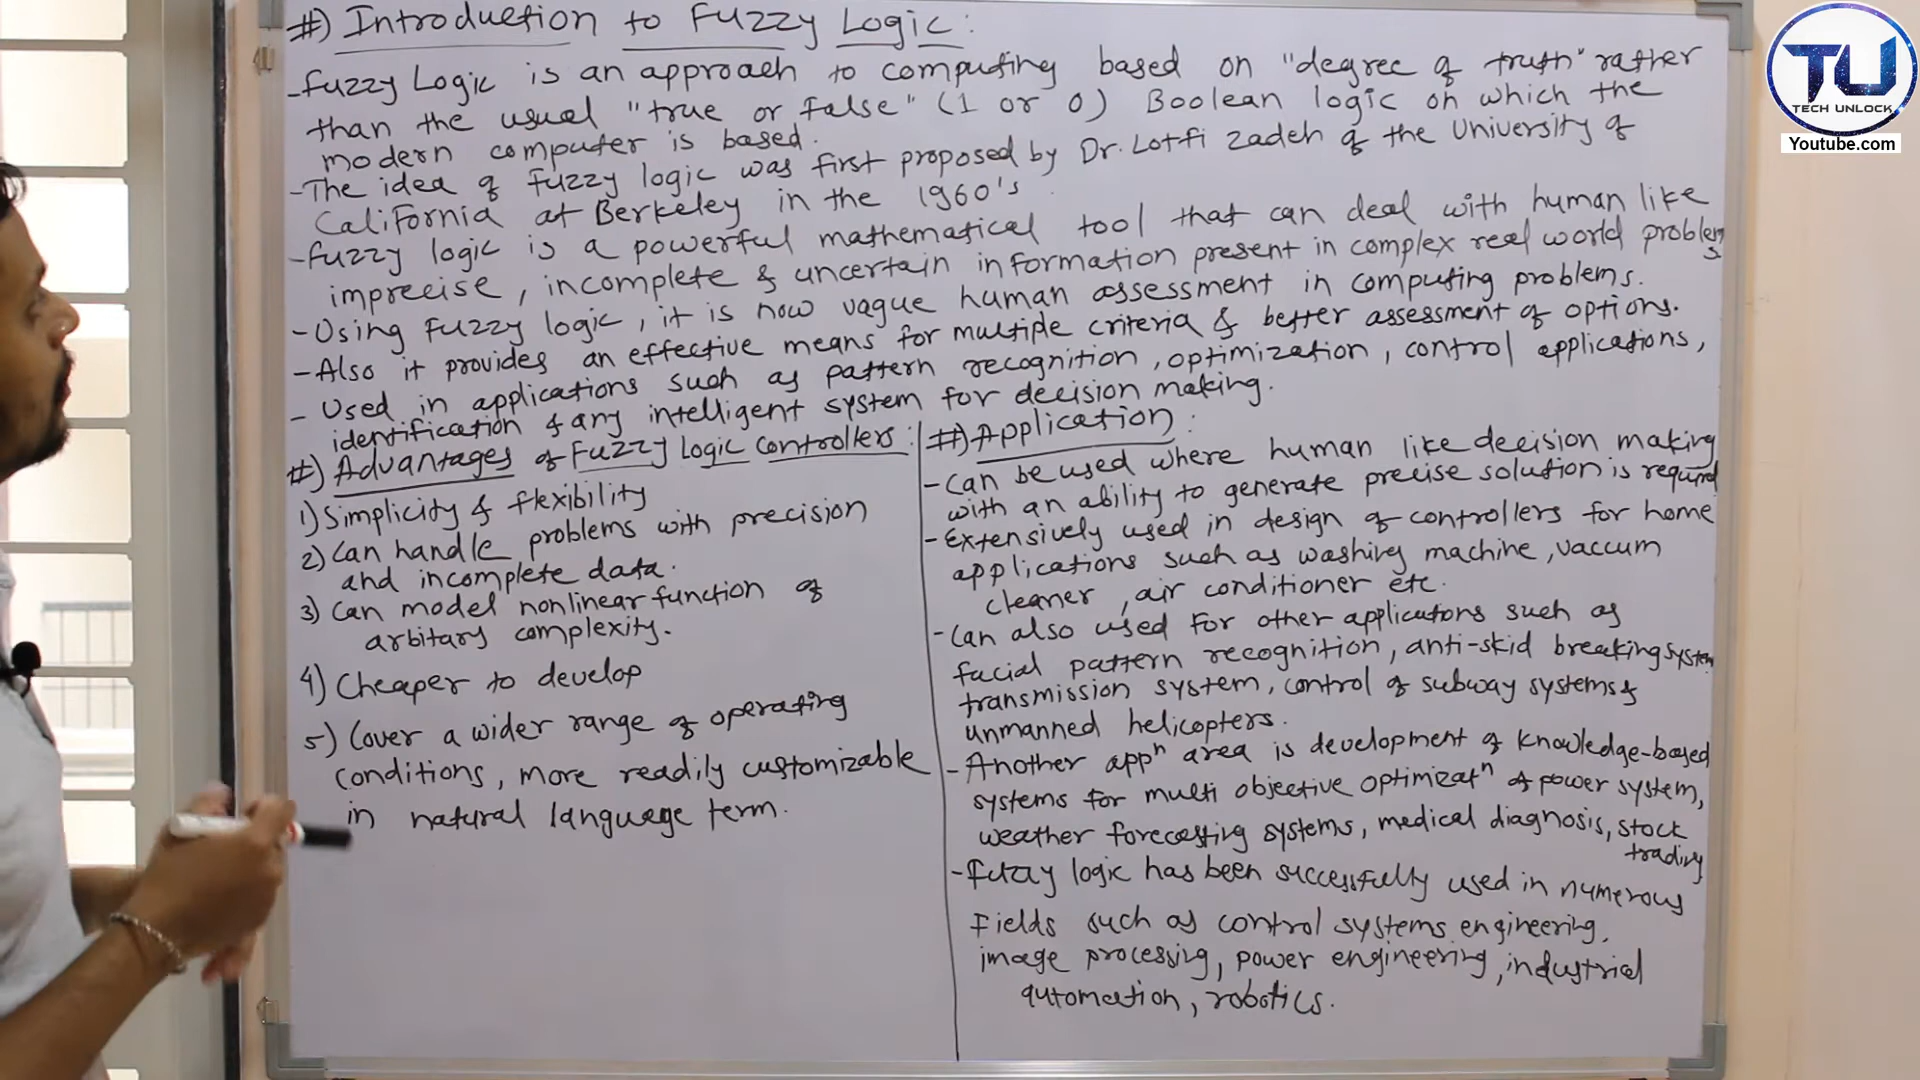 #) Introduction to Fuzzy Logic:
- Fuzzy Logic is an approach to computing based on "degree of truth" rather
than the usual "true or false" (1 or 0) Boolean logic on which the
modern computer is based.
- The idea of fuzzy logic was first proposed by Dr. Lotfi Zadeh of the University of
California at Berkeley in the 1960's.
- Fuzzy logic is a powerful mathematical tool that can deal with human like
imprecise, incomplete & uncertain information present in complex real world problems
- Using fuzzy logic, it is now vague human assessment in computing problems.
- Also it provides an effective means for multiple criteria & better assessment of options.
- Used in applications such as pattern recognition, optimization, control applications,
identification & any intelligent system for decision making.
#) Advantages of Fuzzy Logic Controllers:
1) Simplicity & flexibility
2) Can handle problems with precision
and incomplete data.
3) Can model nonlinear function of
arbitary complexity.
4) Cheaper to develop
5) Cover a wider range of operating
conditions, more readily customizable
in natural language term.
#) Application:
- Can be used where human like decision making
with an ability to generate precise solution is required
- Extensively used in design of controllers for home
applications such as washing machine, vaccum
cleaner, air conditioner etc.
- Can also used for other applications such as
facial pattern recognition, anti-skid breaking system
transmission system, control of subway systems &
unmanned helicopters.
- Another appⁿ area is development of knowledge-based
systems for multi objective optimizatⁿ of power system,
weather forecasting systems, medical diagnosis, stock
trading
- Fuzzy logic has been successfully used in numerous
fields such as control systems engineering,
image processing, power engineering, industrial
automation, robotics.
TU
TECH UNLOCK
Youtube.com